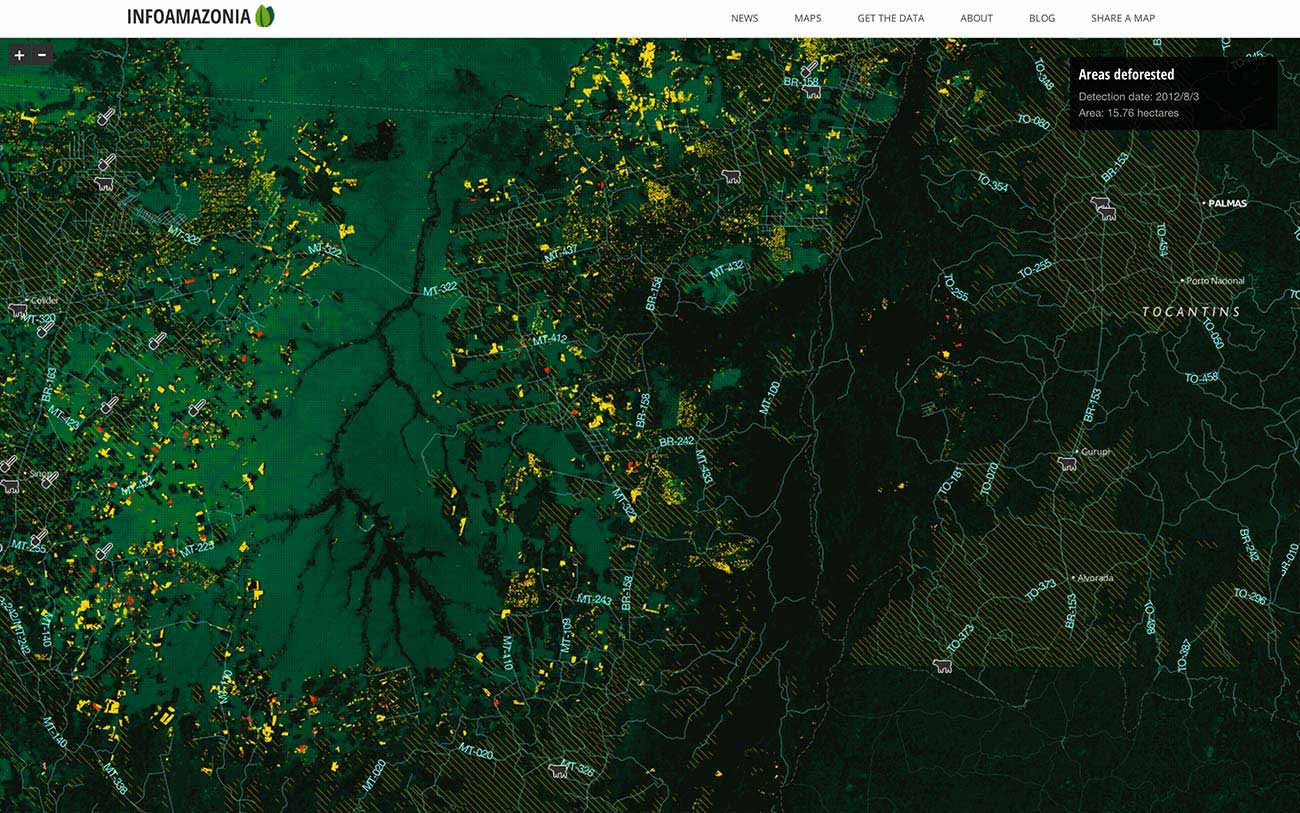 INFOAMAZONIA
NEWS MAPS GET THE DATA ABOUT BLOG SHARE A MAP
+ -
Areas deforested
Detection date: 2012/8/3
Area: 15.76 hectares
BR-158
TO-348
TO-080
BR-153
TO-354
PALMAS
MT-322
MT-322
MT-437
TO-454
MT-432
TO-255
TO-255
Porto Nacional
MT-322
BR-158
Colider
TOCANTINS
MT-320
TO-050
MT-412
BR-163
TO-458
MT-100
BR-158
BR-153
MT-423
BR-242
Gurupi
MT-433
Sinop
TO-181
TO-070
MT-322
MT-255
MT-225
BR-242
BR-010
Alvorada
TO-373
BR-158
MT-243
BR-153
TO-296
MT-242
MT-140
MT-109
MT-110
TO-373
TO-387
MT-140
MT-020
MT-326
MT-020
MT-338